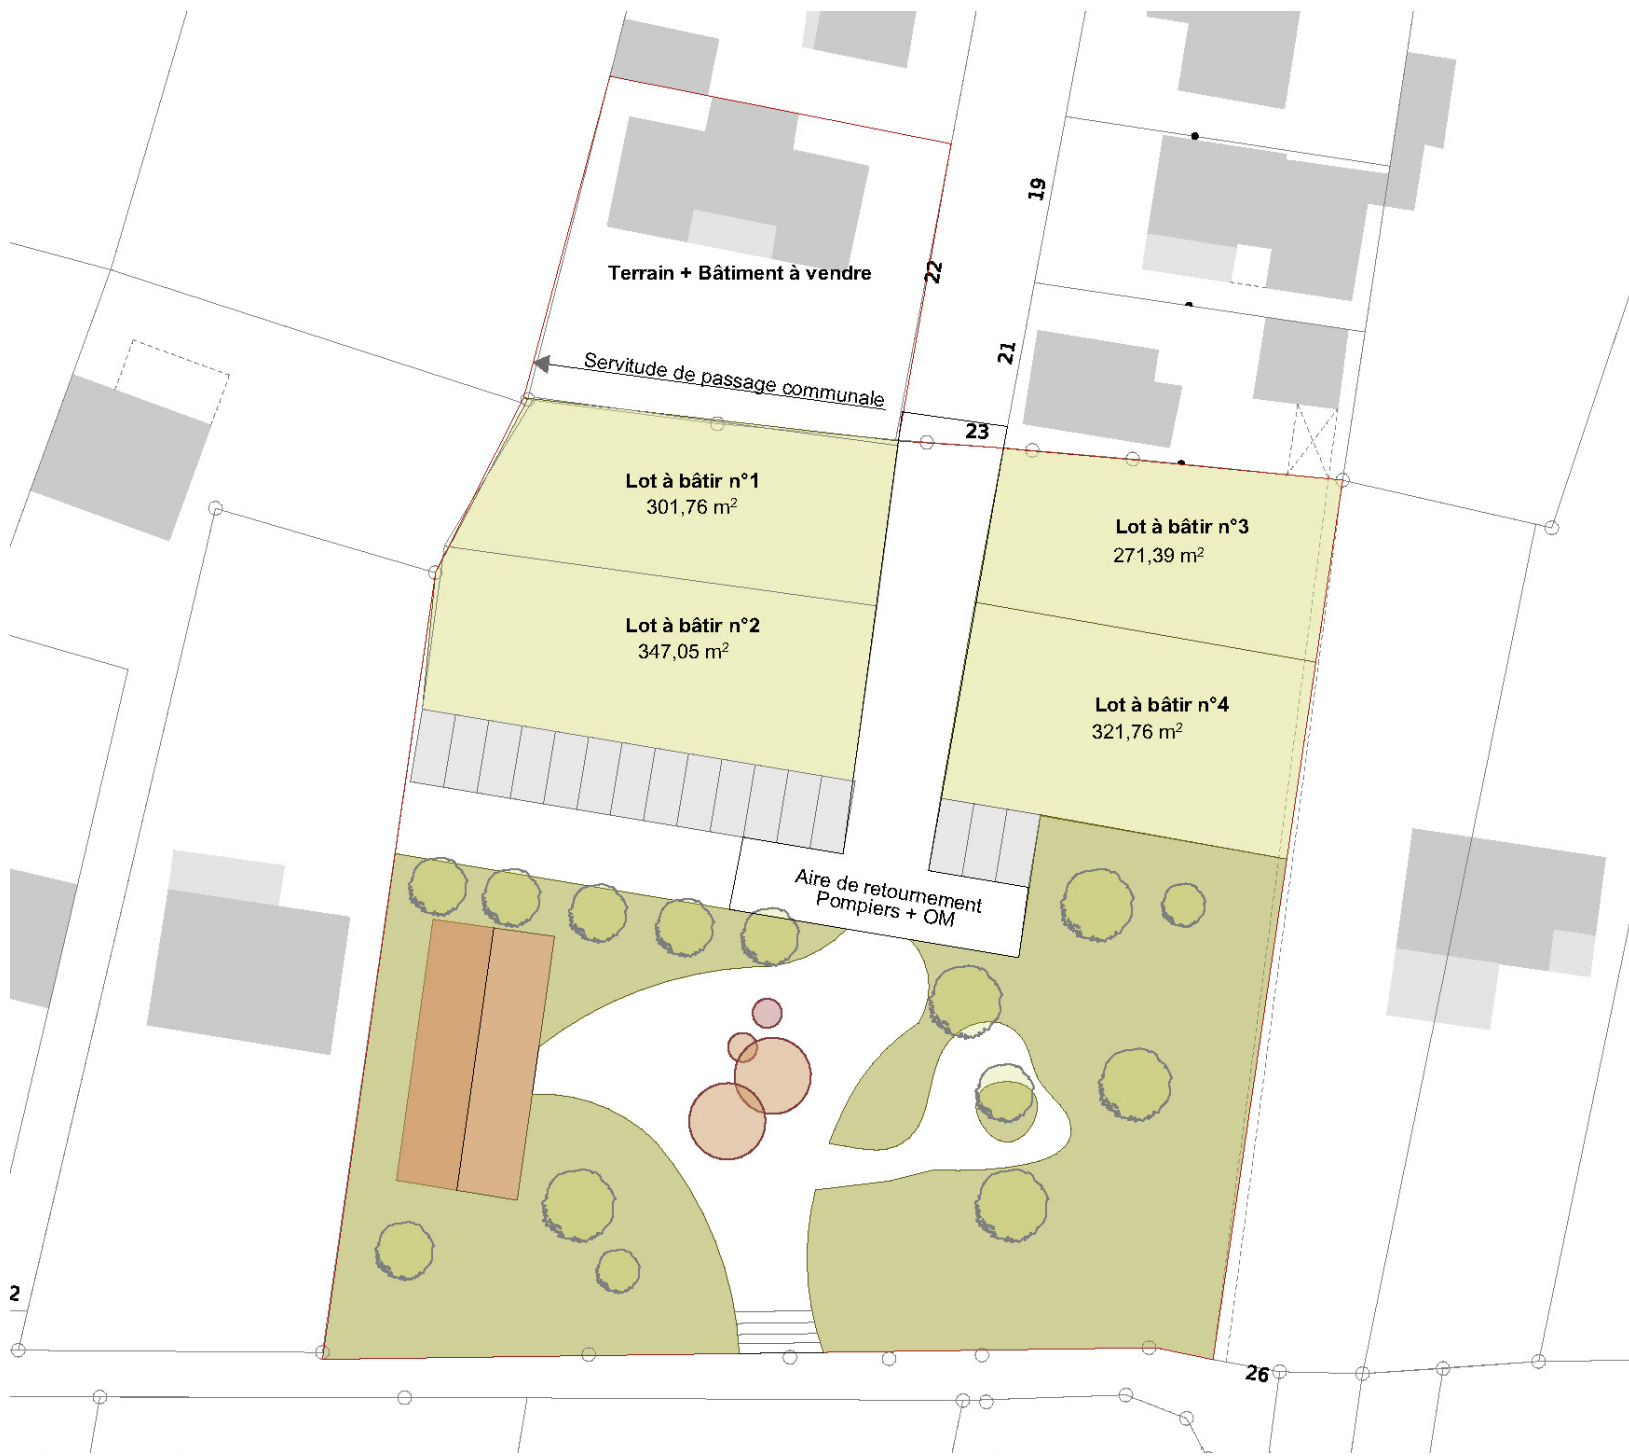 19
22
Terrain + Bâtiment à vendre
21
Servitude de passage communale
23
Lot à bâtir n°1
301,76 m²
Lot à bâtir n°3
271,39 m²
Lot à bâtir n°2
347,05 m²
Lot à bâtir n°4
321,76 m²
Aire de retournement
Pompiers + OM
2
26